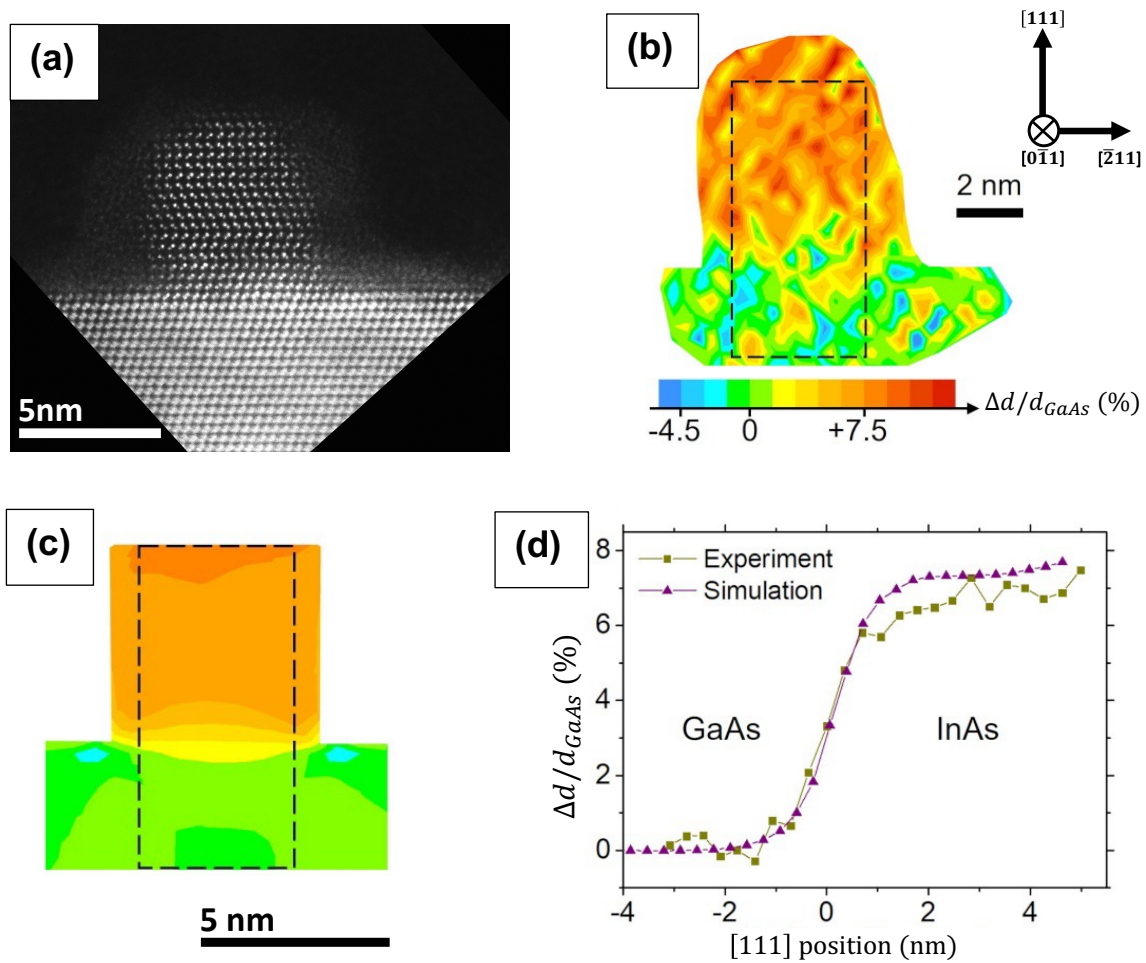 (a)
5nm
(b)
[111]
[01̄1]
[2̄11]
2 nm
Δd/d_GaAs (%)
-4.5 0 +7.5
(c)
5 nm
(d)
Experiment
Simulation
GaAs
InAs
Δd/d_GaAs (%)
8
6
4
2
0
-4 -2 0 2 4
[111] position (nm)